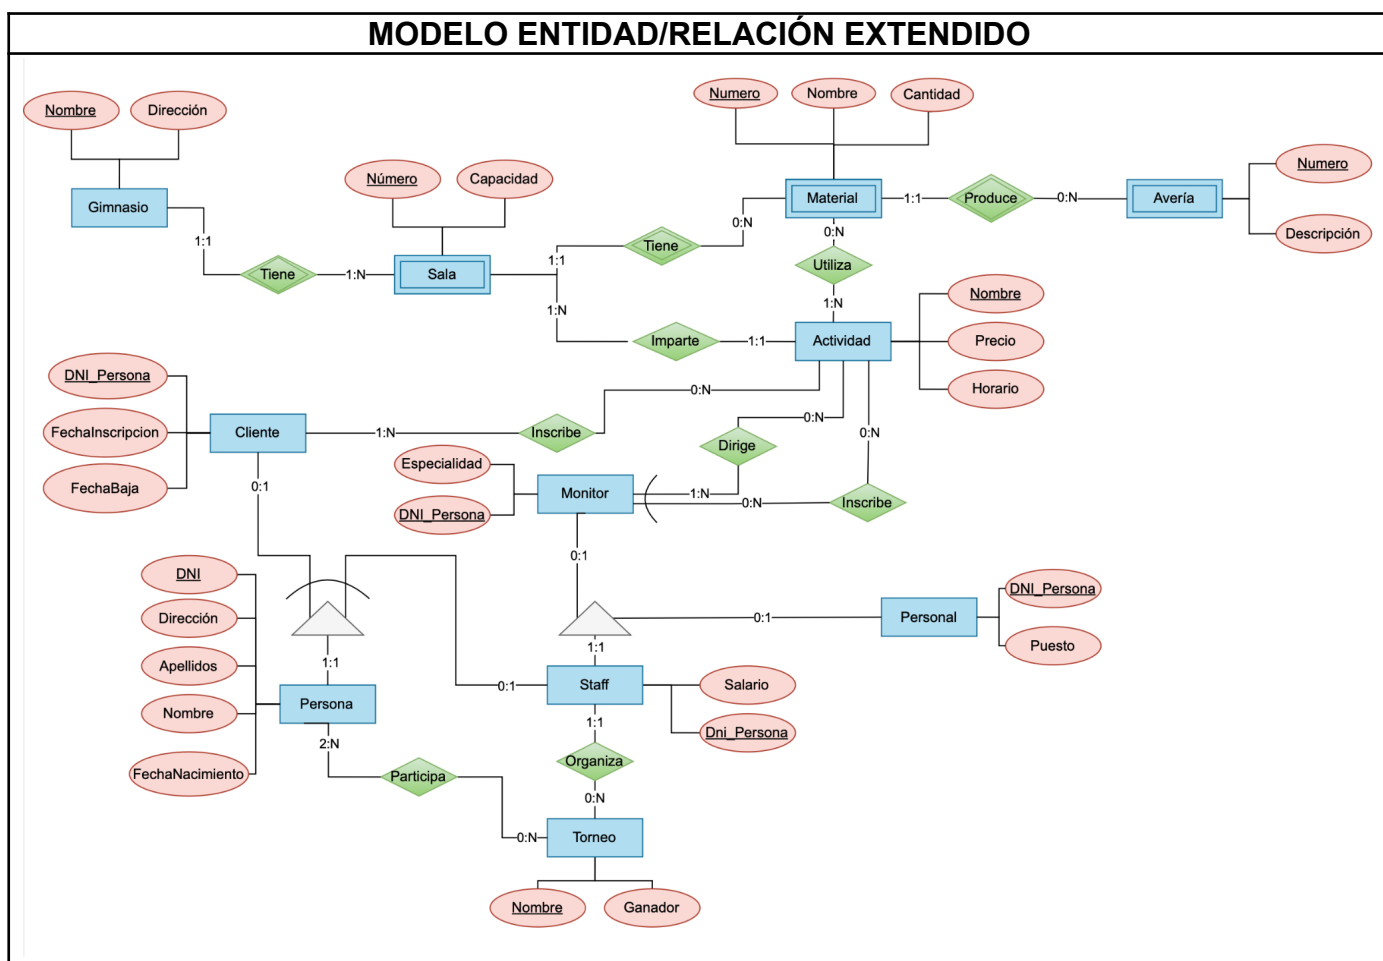 MODELO ENTIDAD/RELACIÓN EXTENDIDO
Numero
Nombre
Cantidad
Nombre
Dirección
Numero
Número
Capacidad
Gimnasio
Material
1:1
Produce
0:N
Avería
0:N
0:N
Descripción
1:1
Tiene
1:1
Utiliza
Tiene
1:N
Sala
Nombre
1:N
1:N
Imparte
1:1
Actividad
Precio
DNI_Persona
0:N
Horario
FechaInscripcion
Cliente
1:N
Inscribe
0:N
0:N
Dirige
Especialidad
FechaBaja
0:1
Monitor
1:N
0:N
Inscribe
DNI_Persona
0:1
DNI
DNI_Persona
Dirección
0:1
Personal
1:1
Puesto
Apellidos
1:1
0:1
Staff
Salario
Persona
Nombre
1:1
Dni_Persona
2:N
Organiza
FechaNacimiento
Participa
0:N
0:N
Torneo
Nombre
Ganador